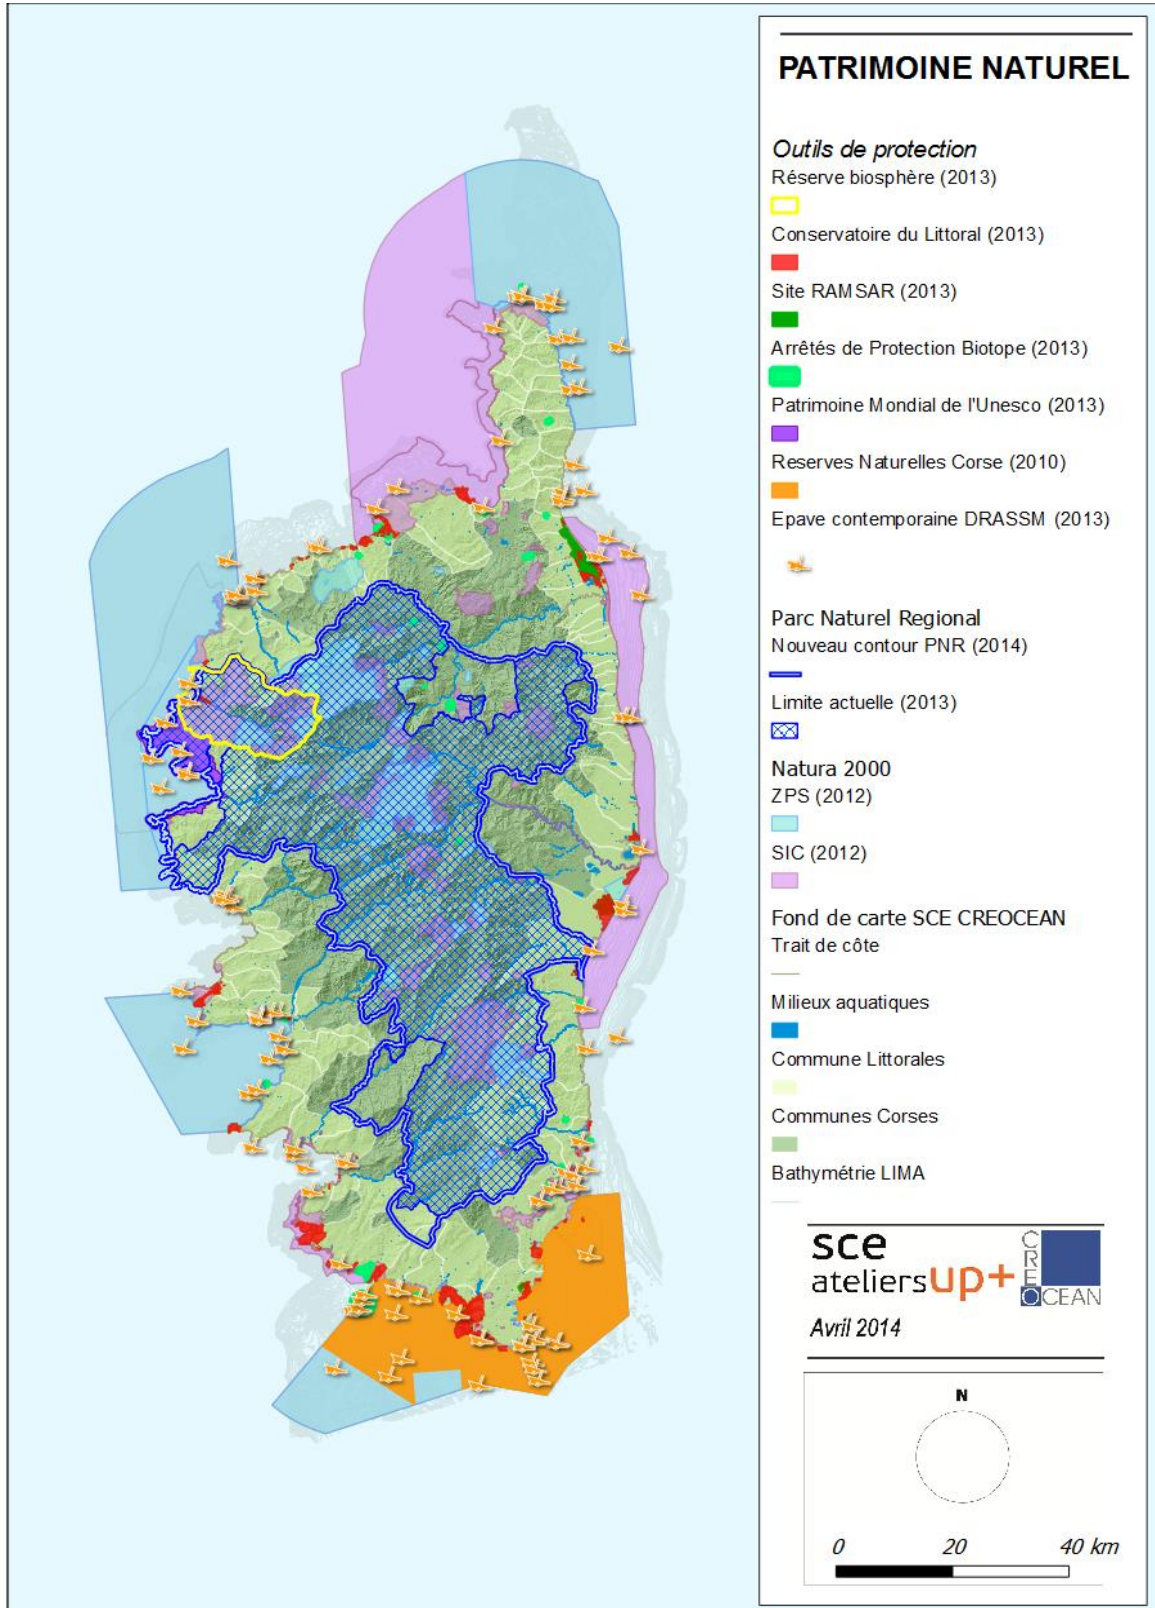 PATRIMOINE NATUREL
Outils de protection
Réserve biosphère (2013)
Conservatoire du Littoral (2013)
Site RAMSAR (2013)
Arrêtés de Protection Biotope (2013)
Patrimoine Mondial de l'Unesco (2013)
Reserves Naturelles Corse (2010)
Epave contemporaine DRASSM (2013)
Parc Naturel Regional
Nouveau contour PNR (2014)
Limite actuelle (2013)
Natura 2000
ZPS (2012)
SIC (2012)
Fond de carte SCE CREOCEAN
Trait de côte
Milieux aquatiques
Commune Littorales
Communes Corses
Bathymétrie LIMA
sce
ateliersup+
CREOCEAN
Avril 2014
N
0 20 40 km